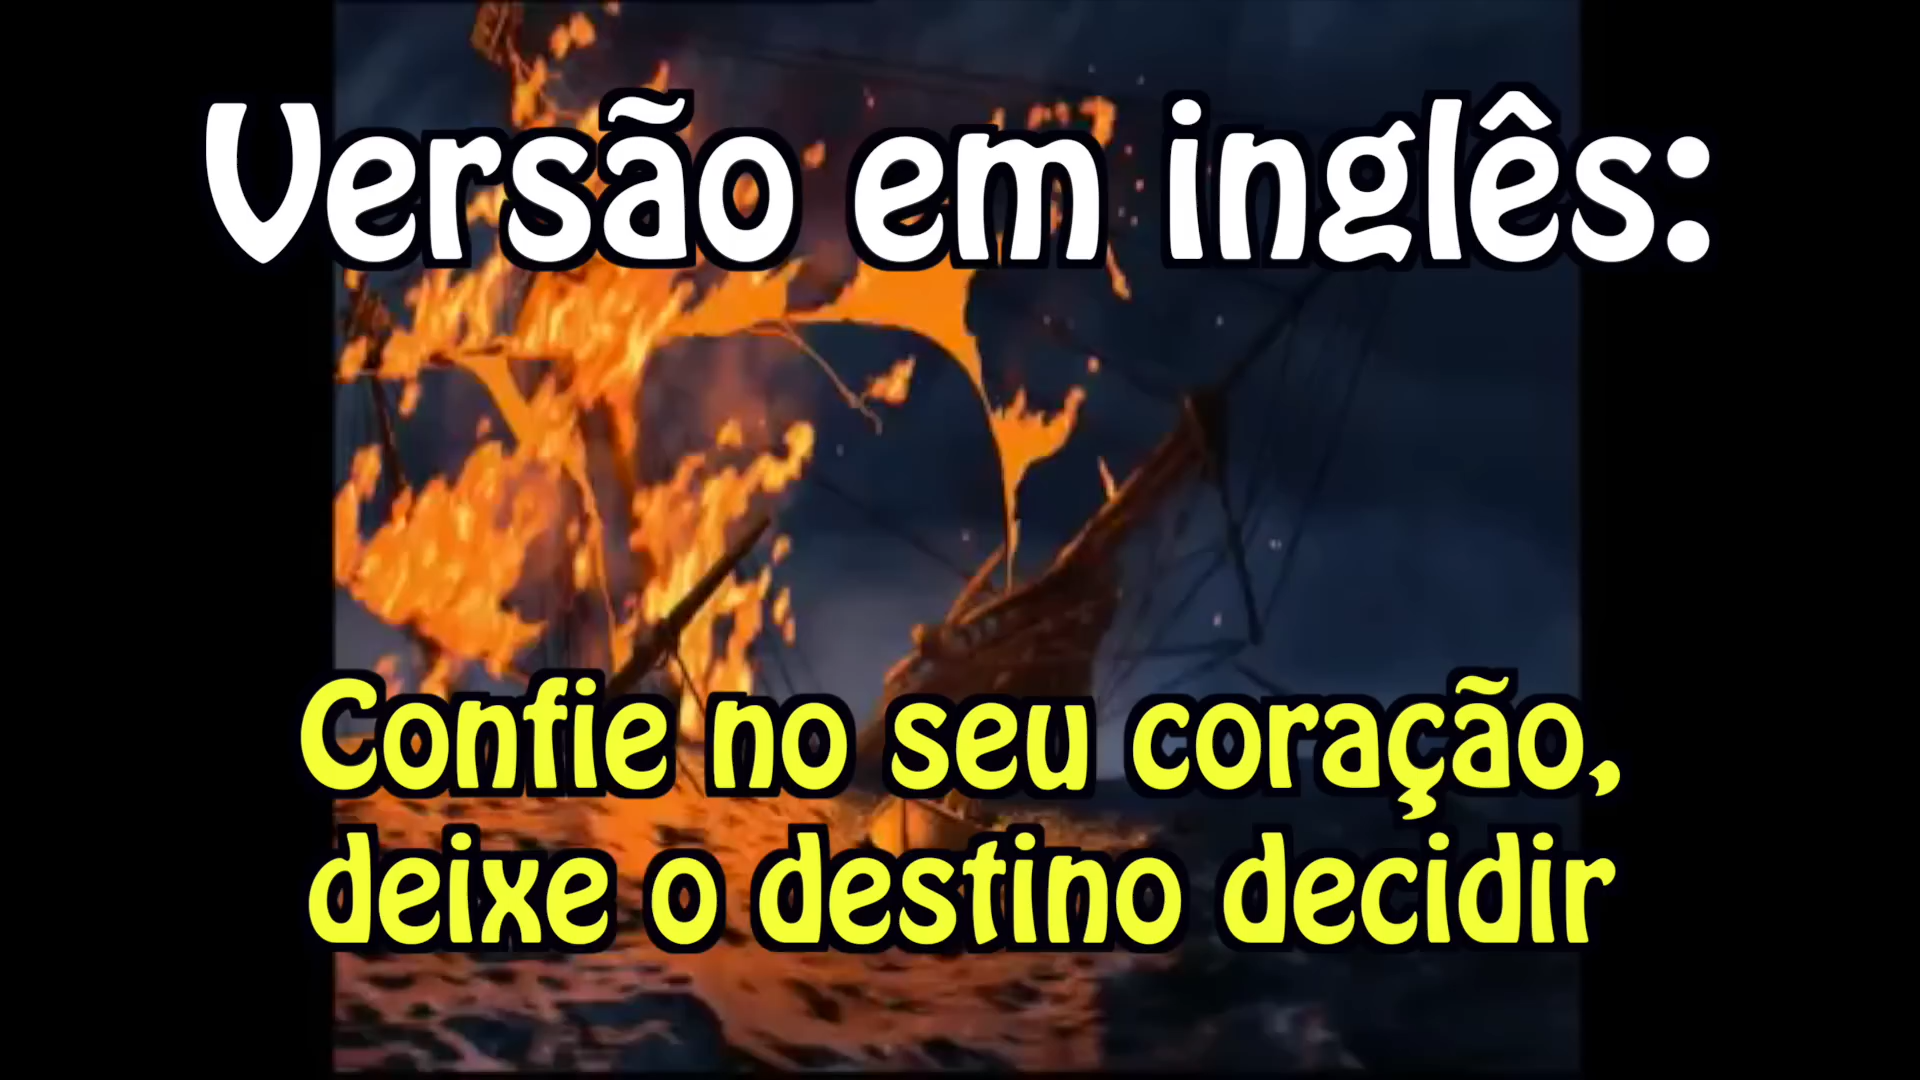 Versão em inglês:
Confie no seu coração,
deixe o destino decidir